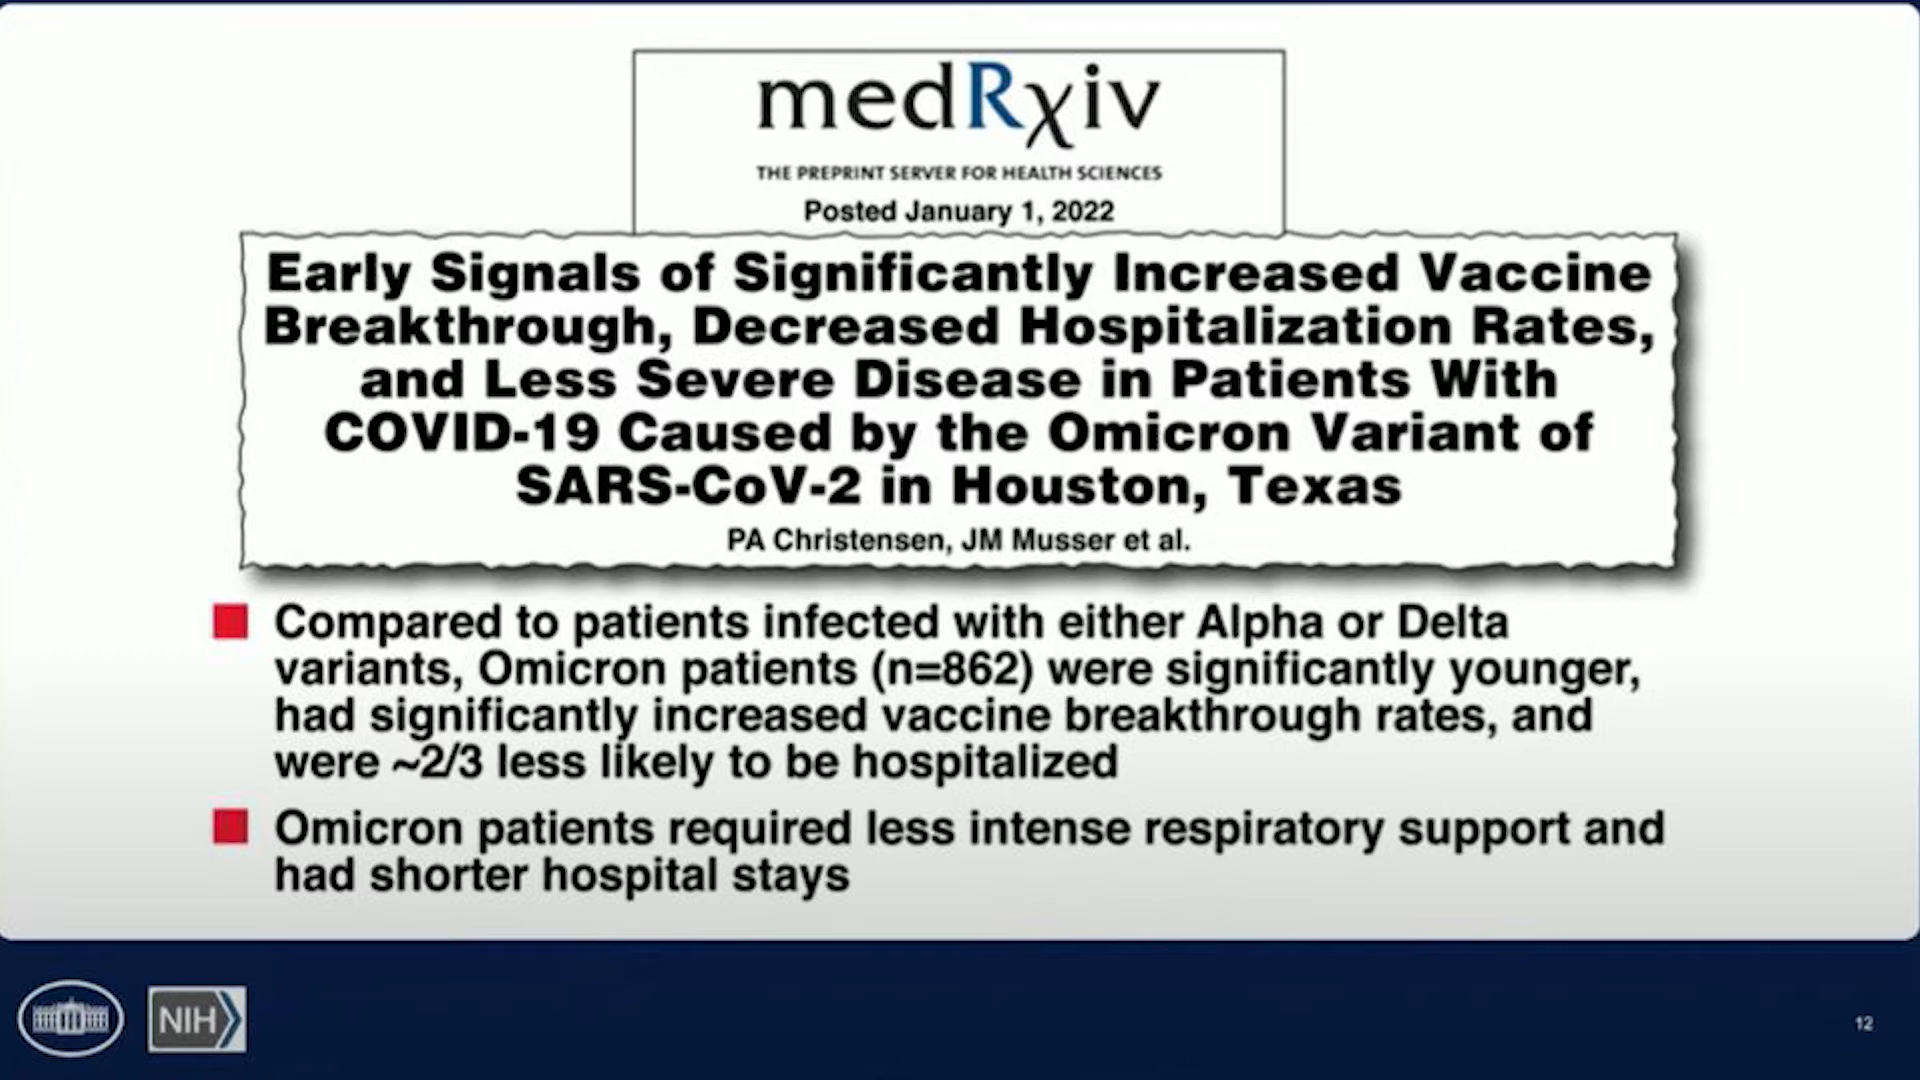 medRxiv
THE PREPRINT SERVER FOR HEALTH SCIENCES
Posted January 1, 2022
Early Signals of Significantly Increased Vaccine
Breakthrough, Decreased Hospitalization Rates,
and Less Severe Disease in Patients With
COVID-19 Caused by the Omicron Variant of
SARS-CoV-2 in Houston, Texas
PA Christensen, JM Musser et al.
Compared to patients infected with either Alpha or Delta
variants, Omicron patients (n=862) were significantly younger,
had significantly increased vaccine breakthrough rates, and
were ~2/3 less likely to be hospitalized
Omicron patients required less intense respiratory support and
had shorter hospital stays
NIH
12